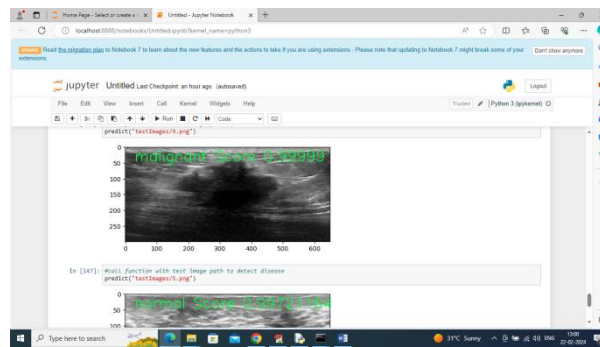 Home Page - Select or create a n
Untitled - Jupyter Notebook
localhost:8888/notebooks/Untitled.ipynb?kernel_name=python3
UPDATE Read the migration plan to Notebook 7 to learn about the new features and the actions to take if you are using extensions - Please note that updating to Notebook 7 might break some of your extensions.
Don't show anymore
jupyter Untitled Last Checkpoint: an hour ago (autosaved)
Logout
File Edit View Insert Cell Kernel Widgets Help
Trusted Python 3 (ipykernel)
Run Code
predict("testImages/8.png")
malignant Score 0.99999
0
50
100
150
200
250
0 100 200 300 400 500 600
In [147]: #call function with test image path to detect disease
predict("testImages/5.png")
0
normal Score
50
100
Type here to search
31°C Sunny
ENG
13:00
22-02-2024